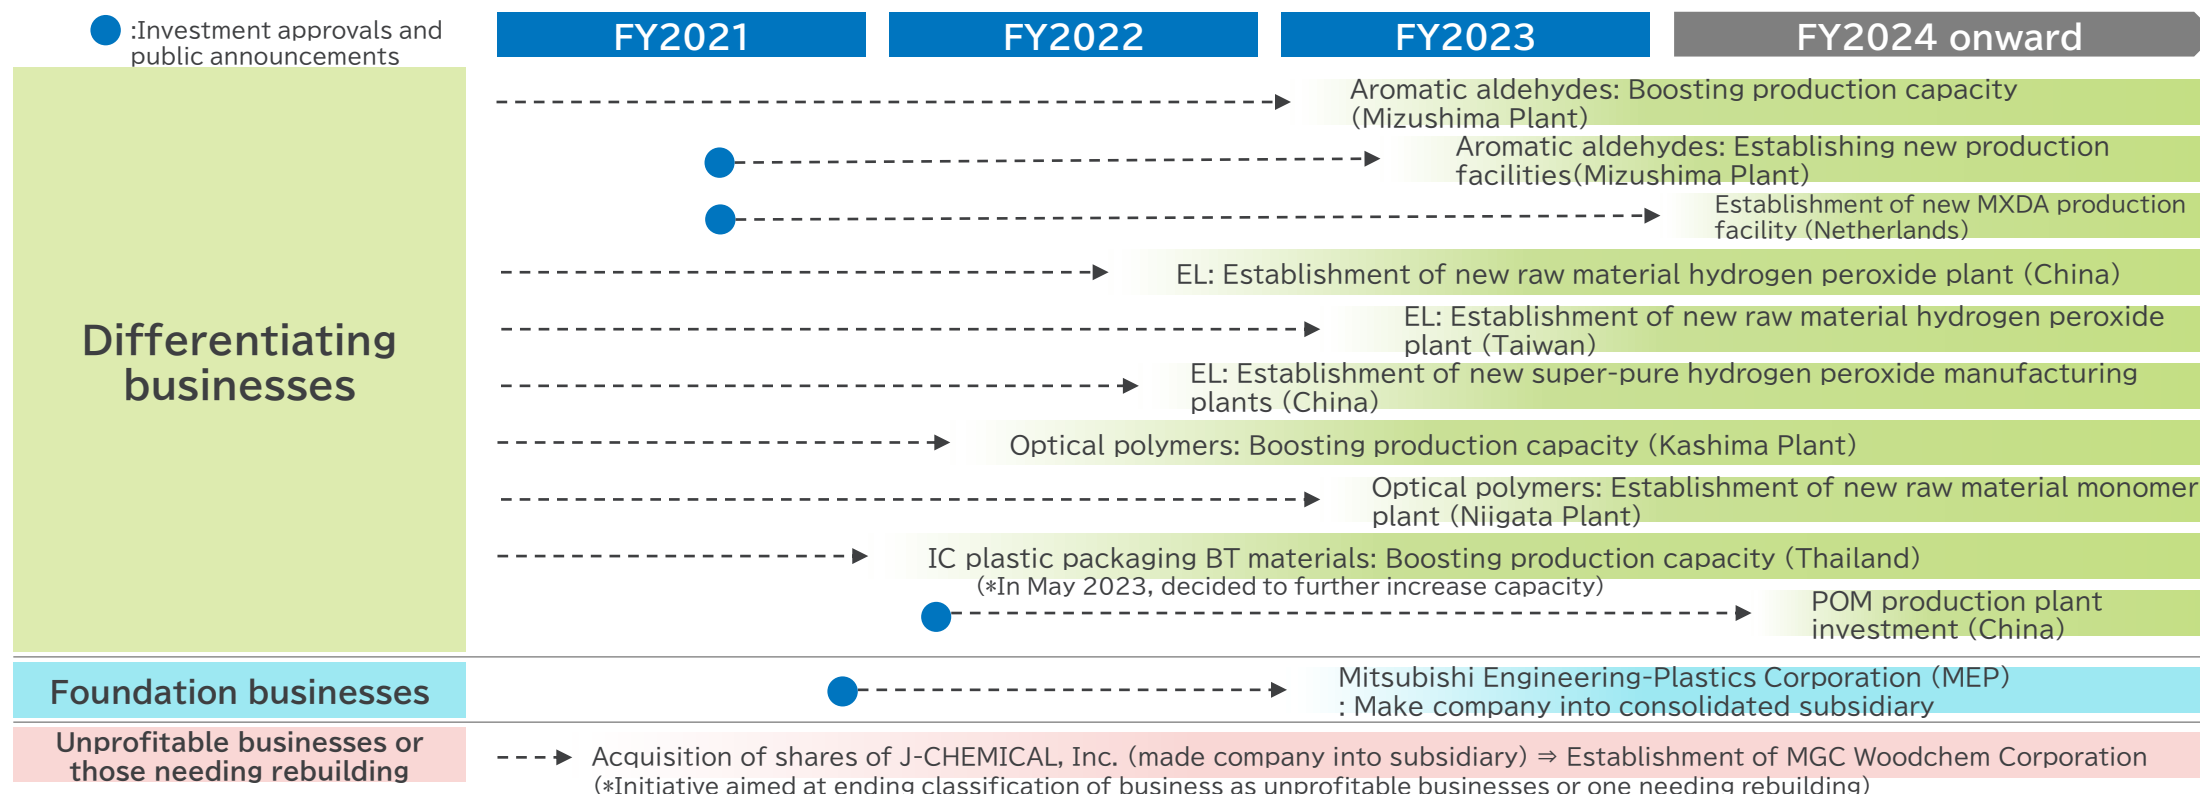 :Investment approvals and
public announcements
FY2021
FY2022
FY2023
FY2024 onward
Differentiating
businesses
Aromatic aldehydes: Boosting production capacity
(Mizushima Plant)
Aromatic aldehydes: Establishing new production
facilities(Mizushima Plant)
Establishment of new MXDA production
facility (Netherlands)
EL: Establishment of new raw material hydrogen peroxide plant (China)
EL: Establishment of new raw material hydrogen peroxide
plant (Taiwan)
EL: Establishment of new super-pure hydrogen peroxide manufacturing
plants (China)
Optical polymers: Boosting production capacity (Kashima Plant)
Optical polymers: Establishment of new raw material monomer
plant (Niigata Plant)
IC plastic packaging BT materials: Boosting production capacity (Thailand)
(*In May 2023, decided to further increase capacity)
POM production plant
investment (China)
Foundation businesses
Mitsubishi Engineering-Plastics Corporation (MEP)
: Make company into consolidated subsidiary
Unprofitable businesses or
those needing rebuilding
Acquisition of shares of J-CHEMICAL, Inc. (made company into subsidiary) ⇒ Establishment of MGC Woodchem Corporation
(*Initiative aimed at ending classification of business as unprofitable businesses or one needing rebuilding)